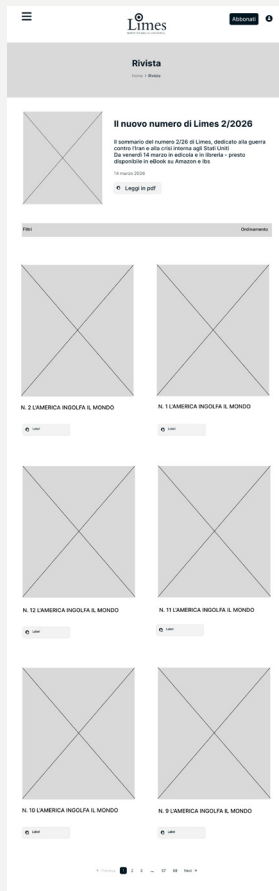 Limes
Abbonati
Rivista
Home > Rivista
Il nuovo numero di Limes 2/2026
Il sommario del numero 2/26 di Limes, dedicato alla guerra
contro l'Iran e alla crisi interna agli Stati Uniti
Da venerdì 14 marzo in edicola e in libreria - presto
disponibile in eBook su Amazon e Ibs
14 marzo 2026
Leggi in pdf
Filtri Ordinamento
N. 2 L'AMERICA INGOLFA IL MONDO
N. 1 L'AMERICA INGOLFA IL MONDO
Label
Label
N. 12 L'AMERICA INGOLFA IL MONDO
N. 11 L'AMERICA INGOLFA IL MONDO
Label
Label
N. 10 L'AMERICA INGOLFA IL MONDO
N. 9 L'AMERICA INGOLFA IL MONDO
Label
Label
1 2 3 ... 67 68 Next